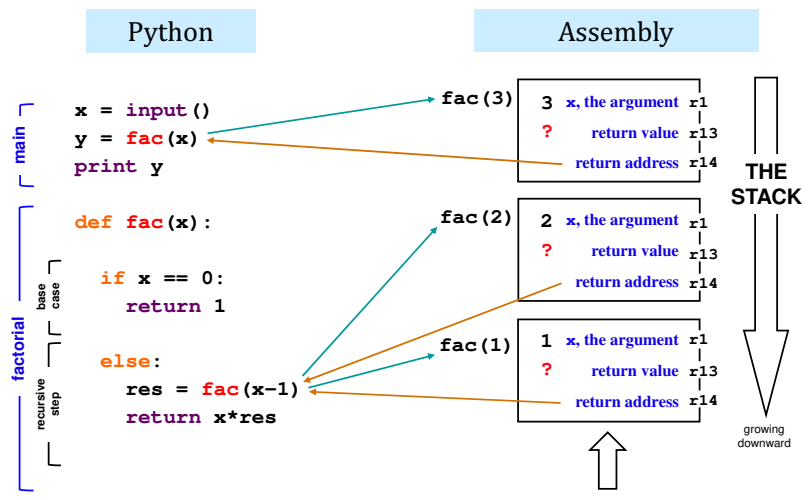 Python
Assembly
main
x = input()
y = fac(x)
print y
factorial
def fac(x):
base
case
if x == 0:
return 1
recursive
step
else:
res = fac(x-1)
return x*res
fac(3)
3 x, the argument r1
? return value r13
return address r14
fac(2)
2 x, the argument r1
? return value r13
return address r14
fac(1)
1 x, the argument r1
? return value r13
return address r14
THE
STACK
growing
downward